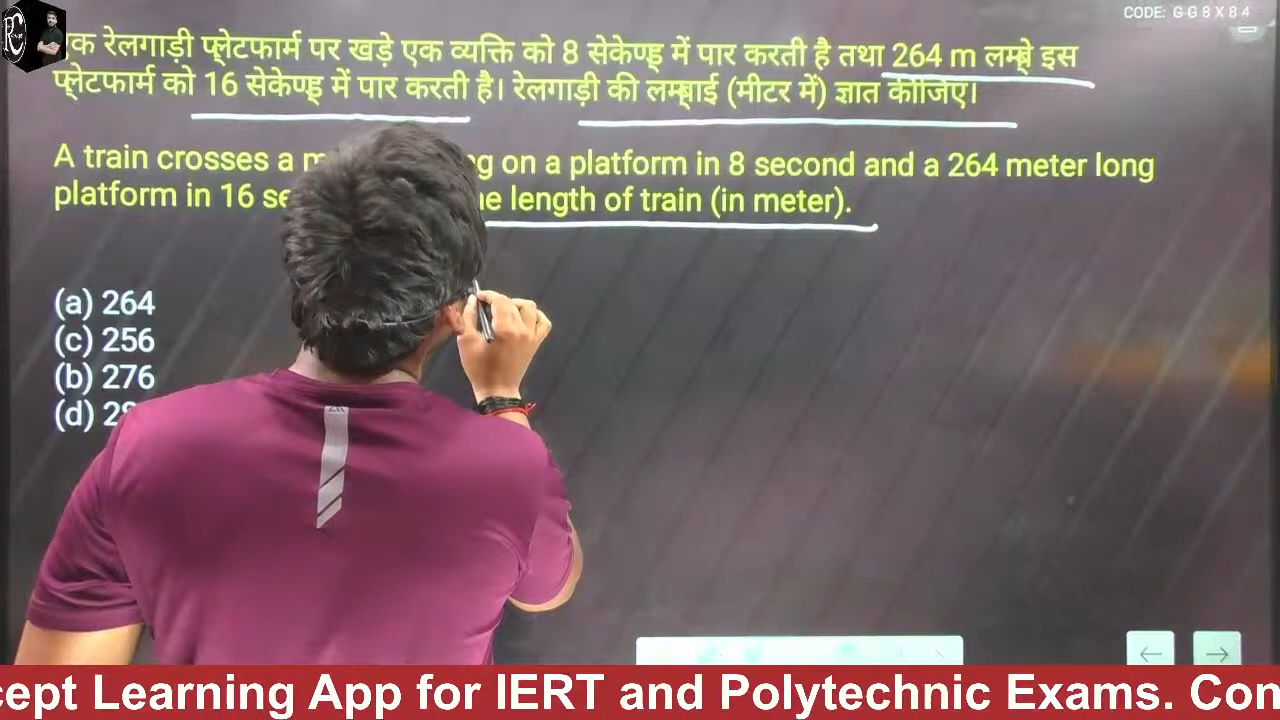 CODE: G G 8 X 8 4
एक रेलगाड़ी प्लेटफार्म पर खड़े एक व्यक्ति को 8 सेकेण्ड में पार करती है तथा 264 m लम्बे इस
प्लेटफार्म को 16 सेकेण्ड में पार करती है। रेलगाड़ी की लम्बाई (मीटर में) ज्ञात कीजिए।
A train crosses a on a platform in 8 second and a 264 meter long
platform in 16 length of train (in meter).
(a) 264
(c) 256
(b) 276
(d)
Learning App for IERT and Polytechnic Exams.